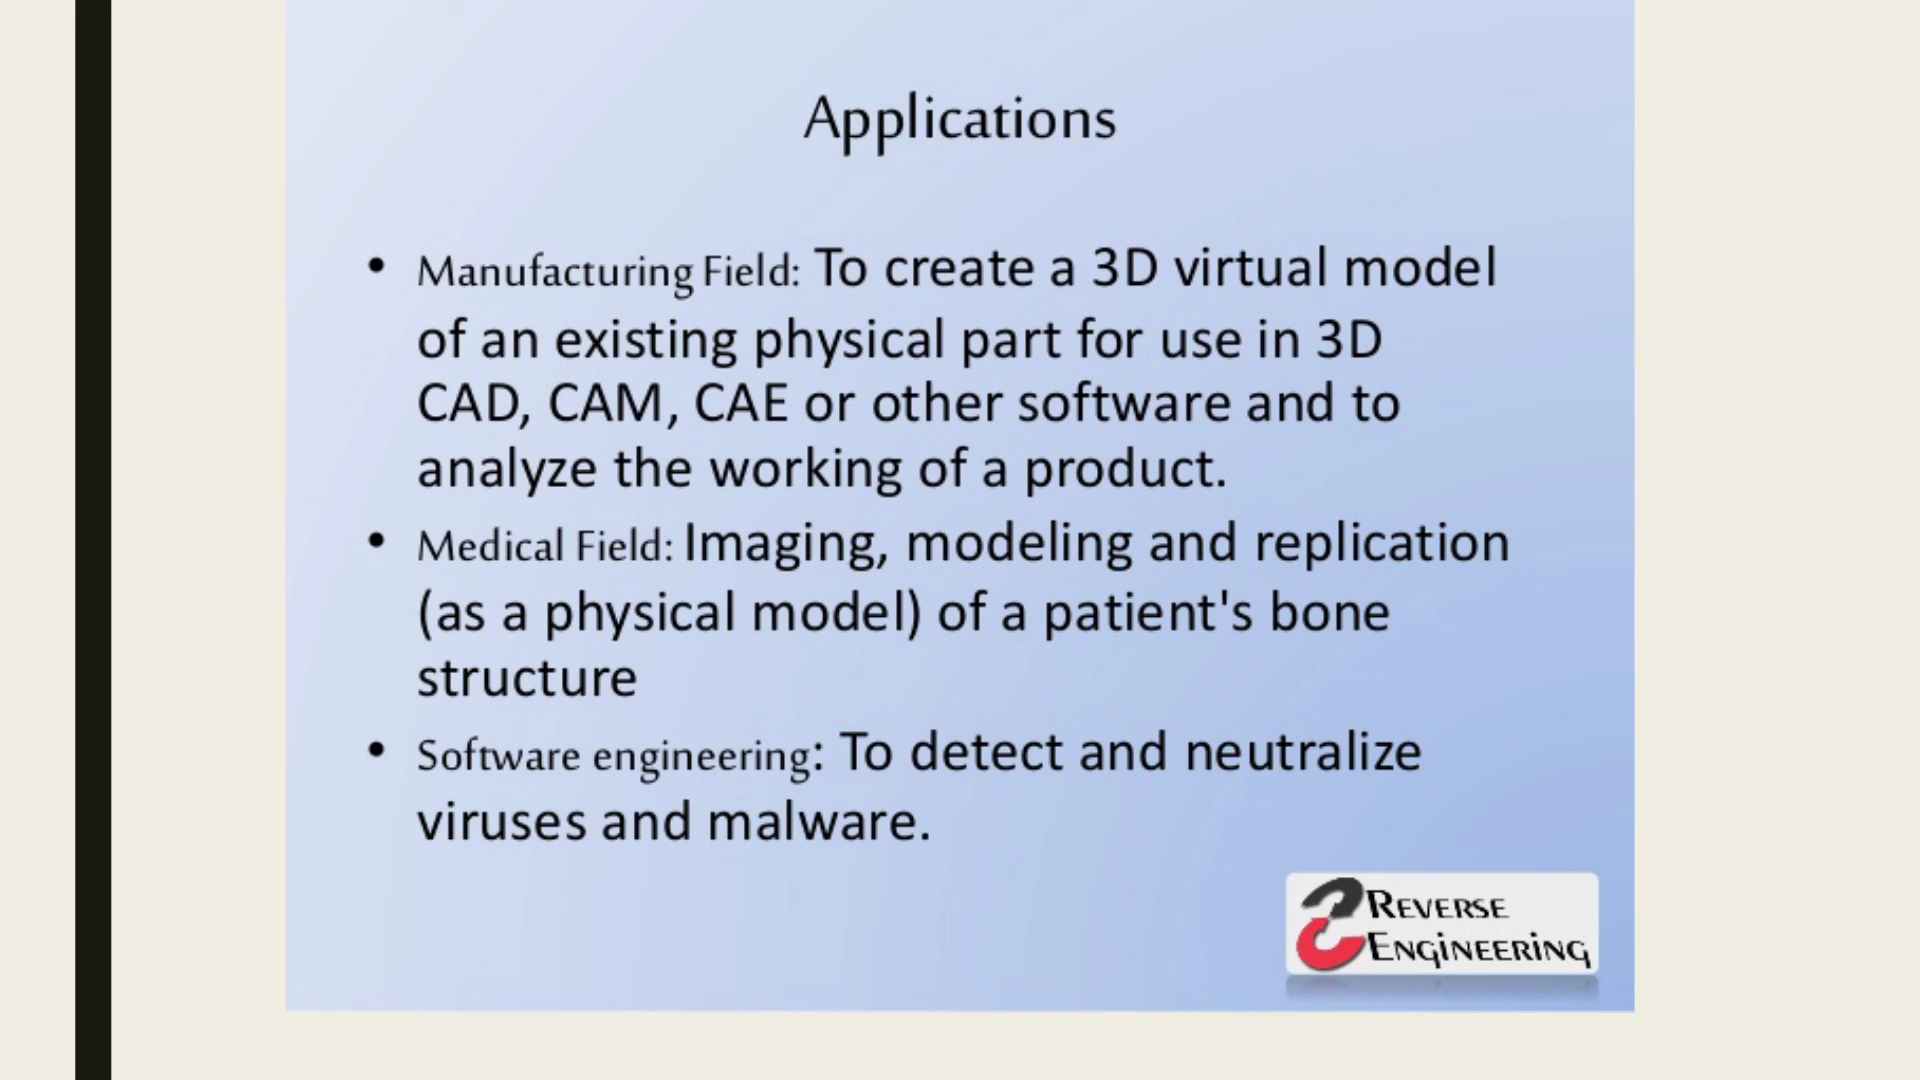 Applications
• Manufacturing Field: To create a 3D virtual model
of an existing physical part for use in 3D
CAD, CAM, CAE or other software and to
analyze the working of a product.
• Medical Field: Imaging, modeling and replication
(as a physical model) of a patient's bone
structure
• Software engineering: To detect and neutralize
viruses and malware.
REVERSE
ENGiNEERiNG